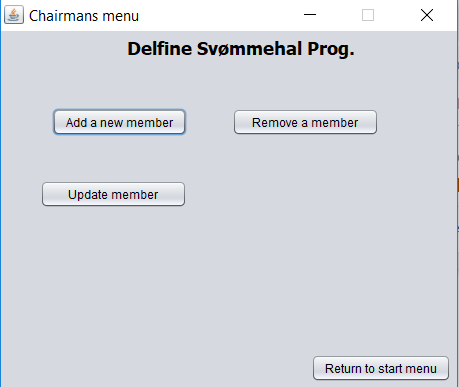 Chairmans menu
Delfine Svømmehal Prog.
Add a new member
Remove a member
Update member
Return to start menu